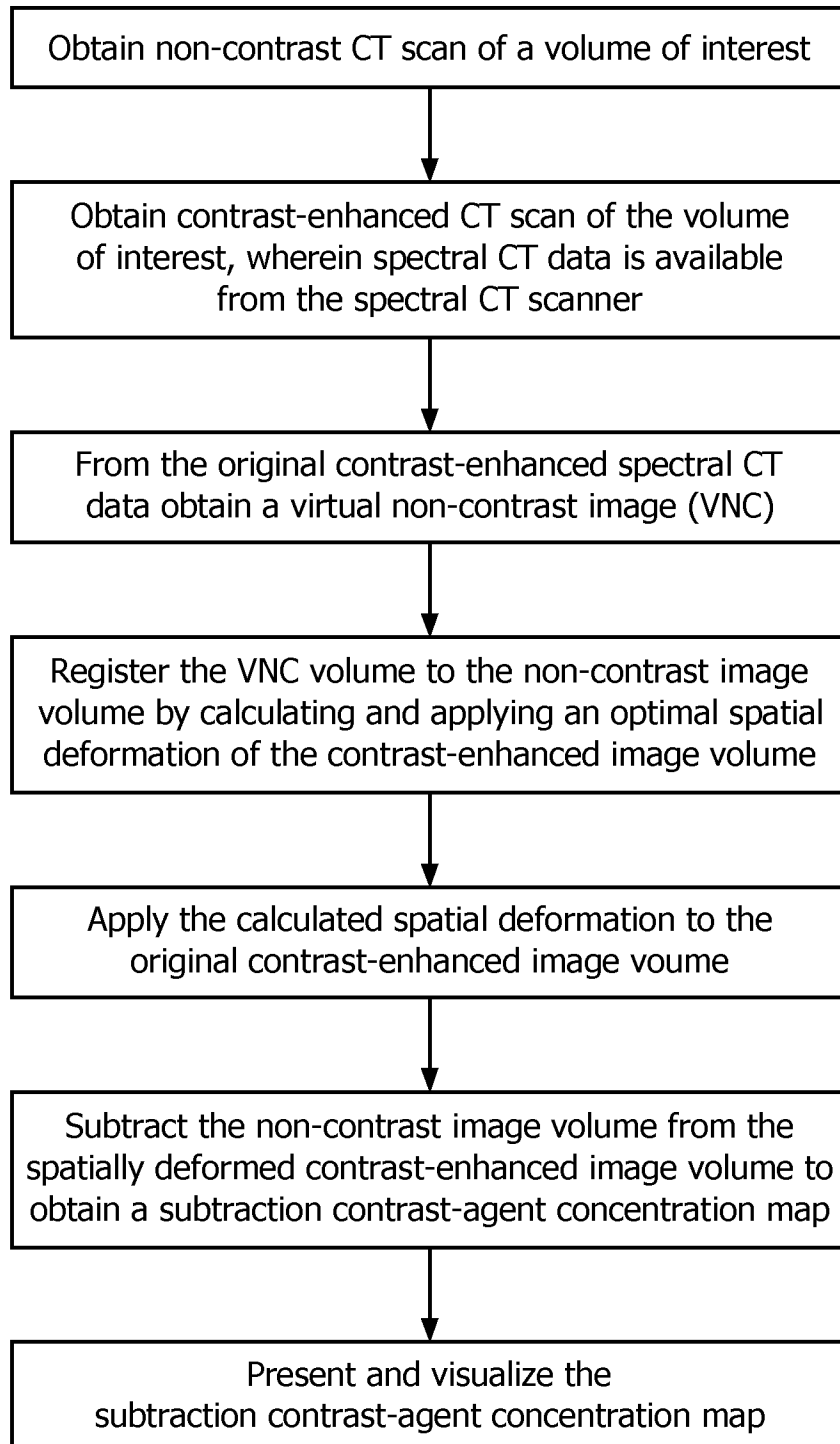 Obtain non-contrast CT scan of a volume of interest
Obtain contrast-enhanced CT scan of the volume
of interest, wherein spectral CT data is available
from the spectral CT scanner
From the original contrast-enhanced spectral CT
data obtain a virtual non-contrast image (VNC)
Register the VNC volume to the non-contrast image
volume by calculating and applying an optimal spatial
deformation of the contrast-enhanced image volume
Apply the calculated spatial deformation to the
original contrast-enhanced image voume
Subtract the non-contrast image volume from the
spatially deformed contrast-enhanced image volume to
obtain a subtraction contrast-agent concentration map
Present and visualize the
subtraction contrast-agent concentration map